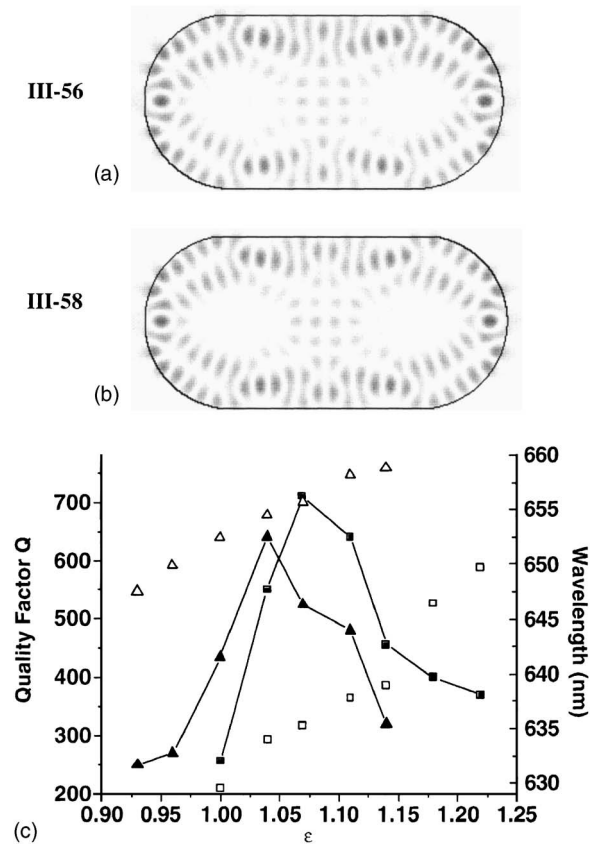 III-56
(a)
III-58
(b)
Quality Factor Q
700
600
500
400
300
200
660
655
650
645
640
635
630
Wavelength (nm)
0.90 0.95 1.00 1.05 1.10 1.15 1.20 1.25
ε
(c)